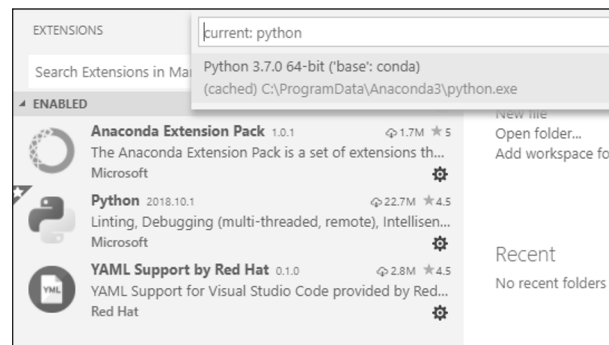 EXTENSIONS
current: python
Search Extensions in Mar
Python 3.7.0 64-bit ('base': conda)
(cached) C:\ProgramData\Anaconda3\python.exe
ENABLED
New file
Anaconda Extension Pack 1.0.1 1.7M 5
Open folder...
The Anaconda Extension Pack is a set of extensions th...
Add workspace fo
Microsoft
Python 2018.10.1 22.7M 4.5
Linting, Debugging (multi-threaded, remote), Intellisen...
Microsoft
Recent
YAML Support by Red Hat 0.1.0 2.8M 4.5
No recent folders
YML
YAML Support for Visual Studio Code provided by Red...
Red Hat